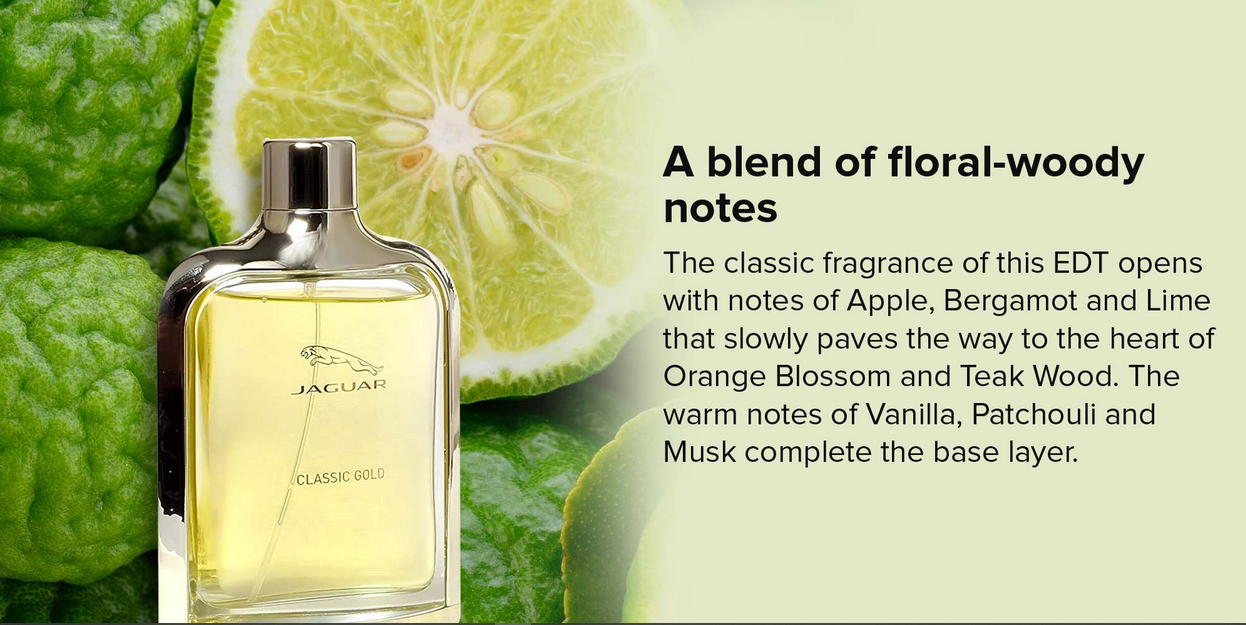 A blend of floral-woody
notes
The classic fragrance of this EDT opens
with notes of Apple, Bergamot and Lime
that slowly paves the way to the heart of
Orange Blossom and Teak Wood. The
warm notes of Vanilla, Patchouli and
Musk complete the base layer.
JAGUAR
CLASSIC GOLD